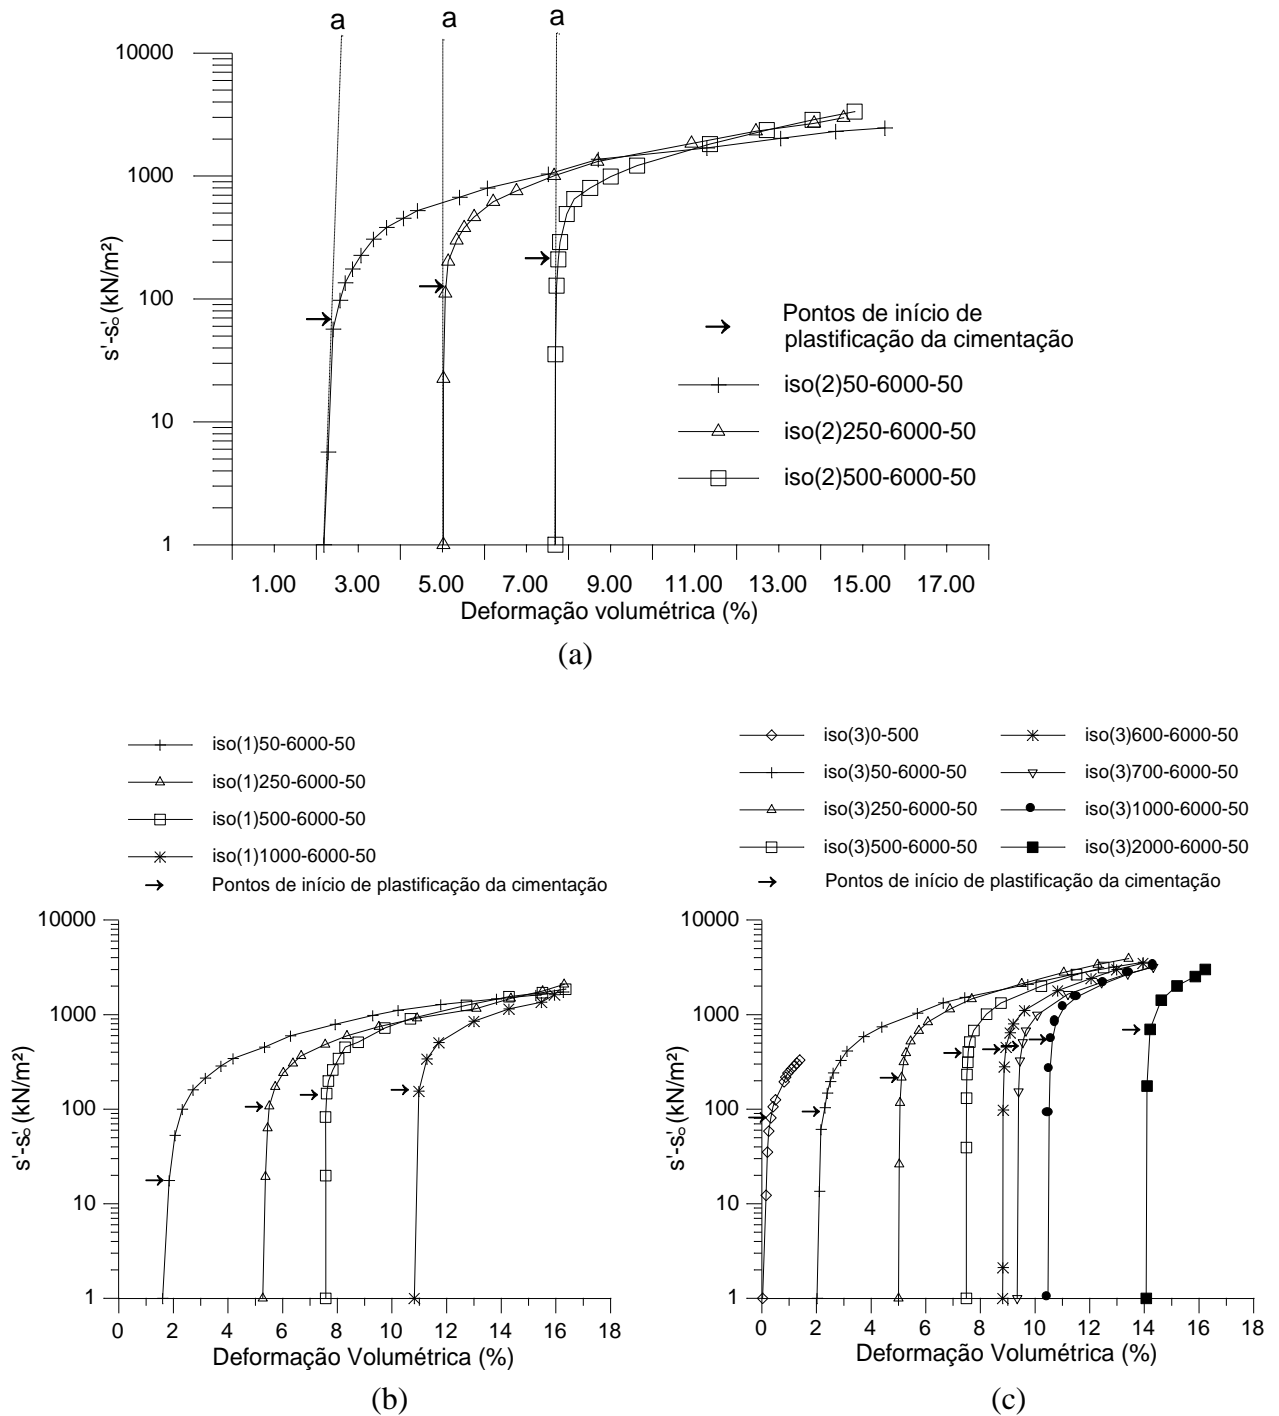 a a a
10000
1000
100
10
1
s'-s'₀ (kN/m²)
Pontos de início de
plastificação da cimentação
iso(2)50-6000-50
iso(2)250-6000-50
iso(2)500-6000-50
1.00 3.00 5.00 7.00 9.00 11.00 13.00 15.00 17.00
Deformação volumétrica (%)
(a)
iso(1)50-6000-50
iso(1)250-6000-50
iso(1)500-6000-50
iso(1)1000-6000-50
Pontos de início de plastificação da cimentação
10000
1000
100
10
1
s'-s'₀ (kN/m²)
0 2 4 6 8 10 12 14 16 18
Deformação Volumétrica (%)
(b)
iso(3)0-500 iso(3)600-6000-50
iso(3)50-6000-50 iso(3)700-6000-50
iso(3)250-6000-50 iso(3)1000-6000-50
iso(3)500-6000-50 iso(3)2000-6000-50
Pontos de início de plastificação da cimentação
10000
1000
100
10
1
s'-s'₀ (kN/m²)
0 2 4 6 8 10 12 14 16 18
Deformação Volumétrica (%)
(c)